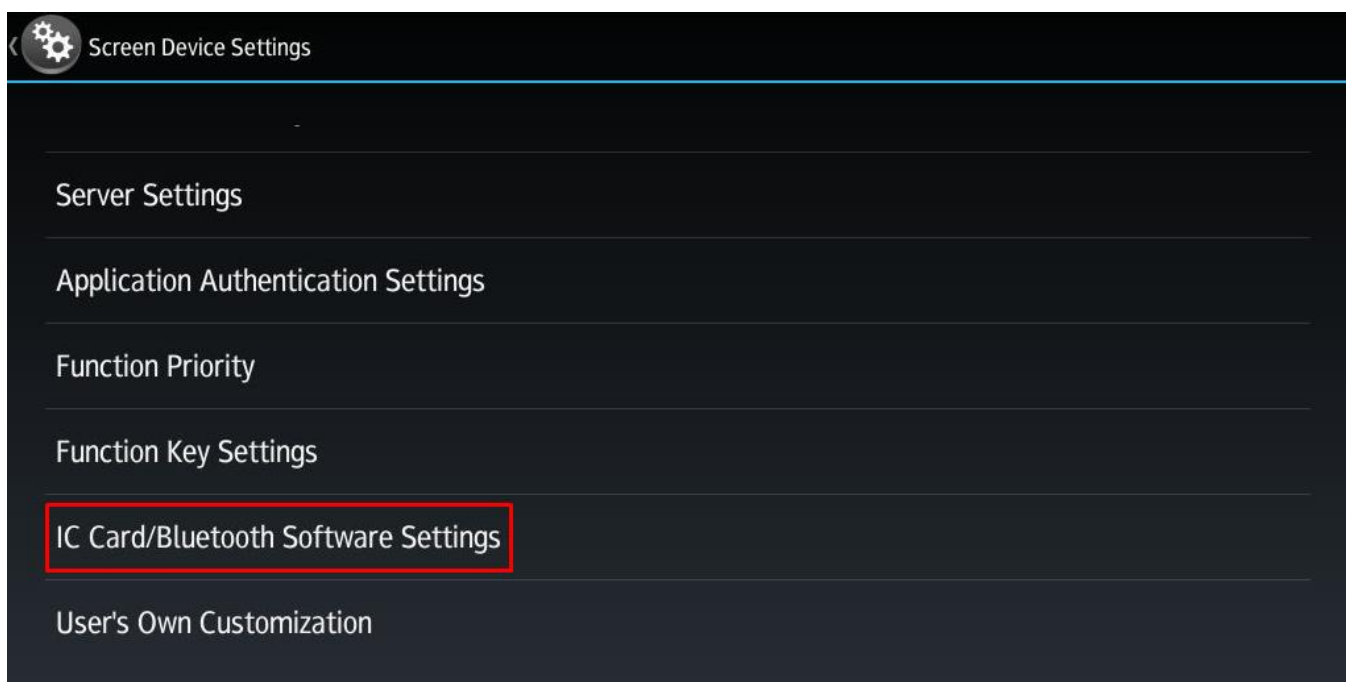 Screen Device Settings
Server Settings
Application Authentication Settings
Function Priority
Function Key Settings
IC Card/Bluetooth Software Settings
User's Own Customization